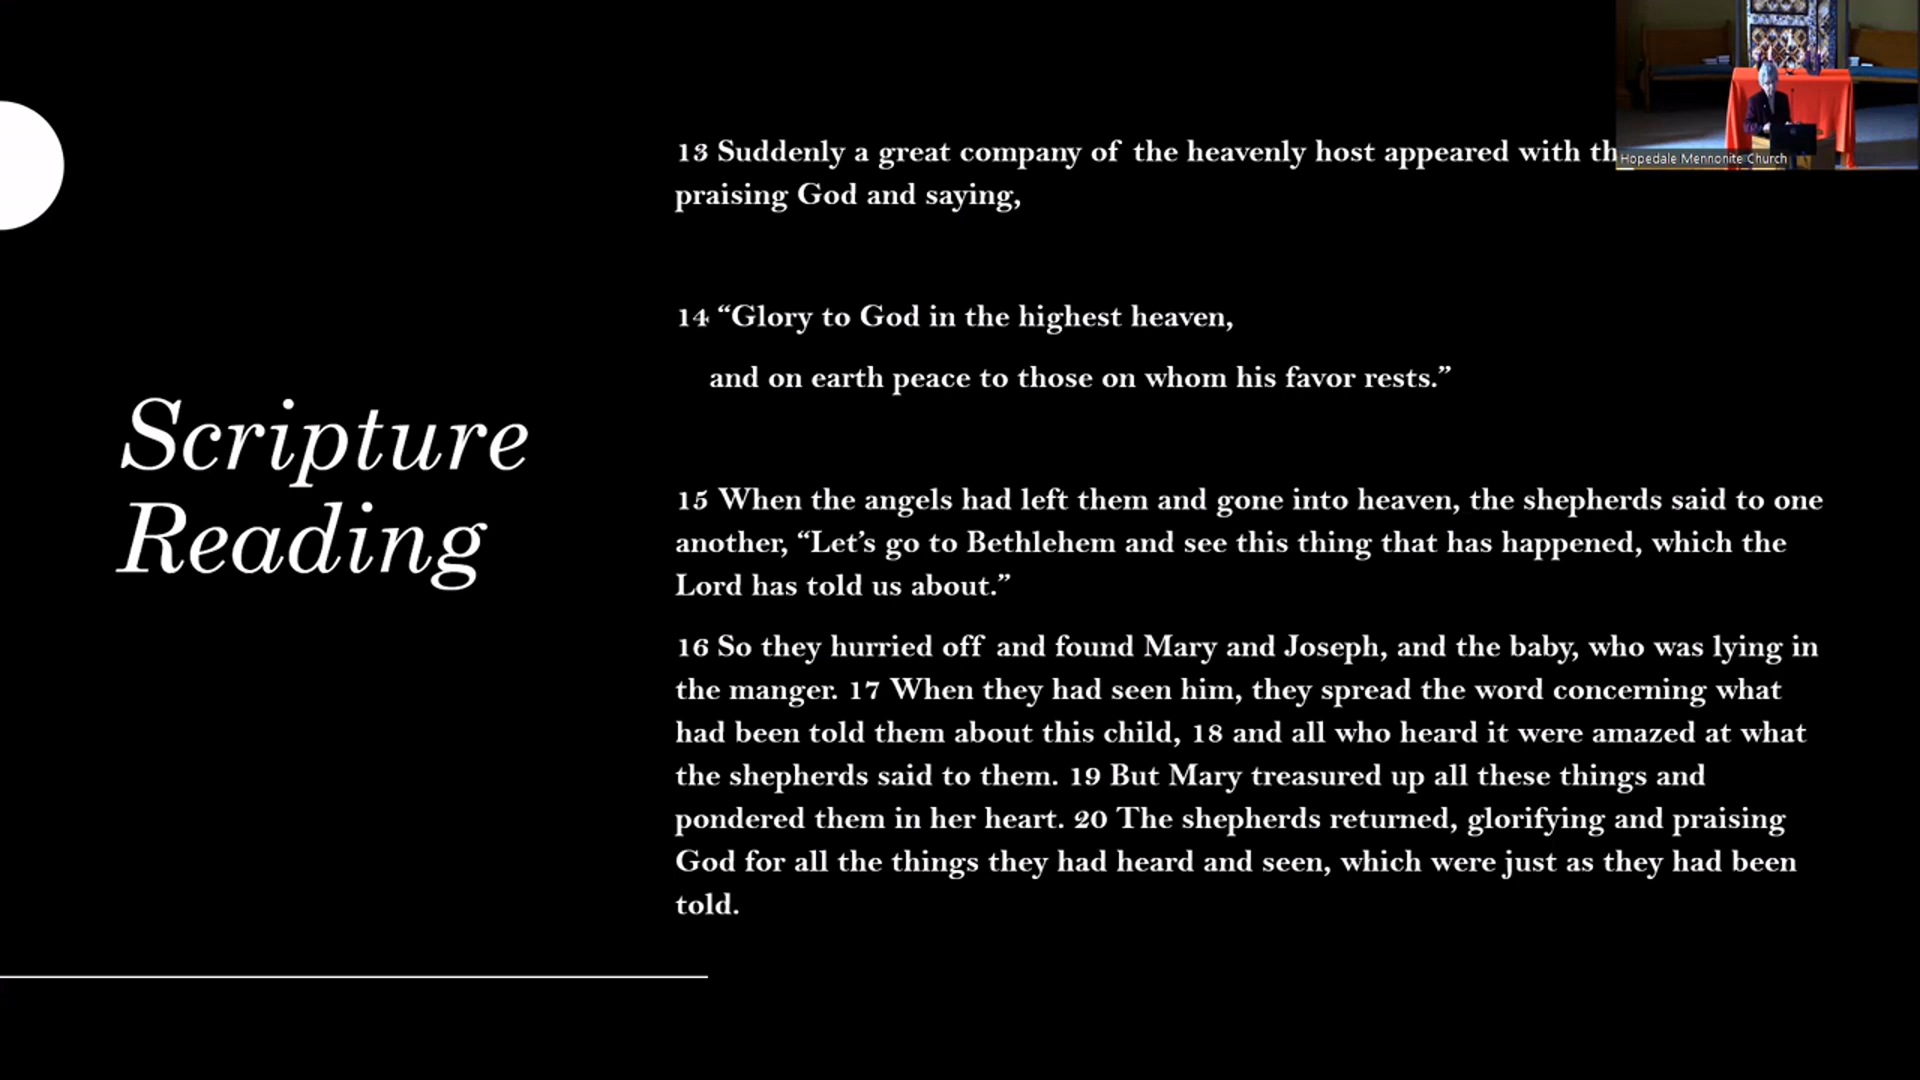 Scripture
Reading
13 Suddenly a great company of the heavenly host appeared with
praising God and saying,
14 “Glory to God in the highest heaven,
and on earth peace to those on whom his favor rests.”
15 When the angels had left them and gone into heaven, the shepherds said to one
another, “Let’s go to Bethlehem and see this thing that has happened, which the
Lord has told us about.”
16 So they hurried off and found Mary and Joseph, and the baby, who was lying in
the manger. 17 When they had seen him, they spread the word concerning what
had been told them about this child, 18 and all who heard it were amazed at what
the shepherds said to them. 19 But Mary treasured up all these things and
pondered them in her heart. 20 The shepherds returned, glorifying and praising
God for all the things they had heard and seen, which were just as they had been
told.
Hopedale Mennonite Church